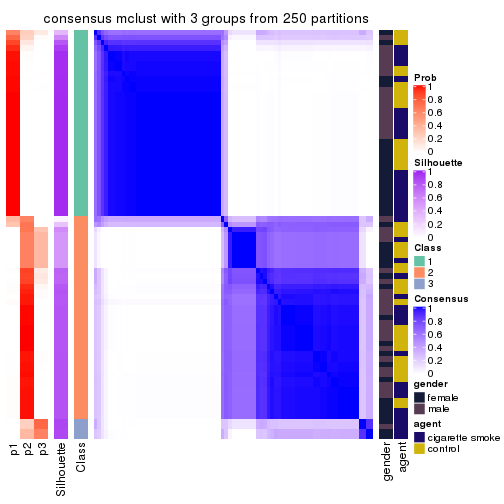 consensus mclust with 3 groups from 250 partitions
Prob
1
0.8
0.6
0.4
0.2
0
Silhouette
1
0.8
0.6
0.4
0.2
0
Class
1
2
3
Consensus
1
0.8
0.6
0.4
0.2
0
gender
female
male
agent
cigarette smoke
control
p1
p2
p3
Silhouette
Class
gender
agent